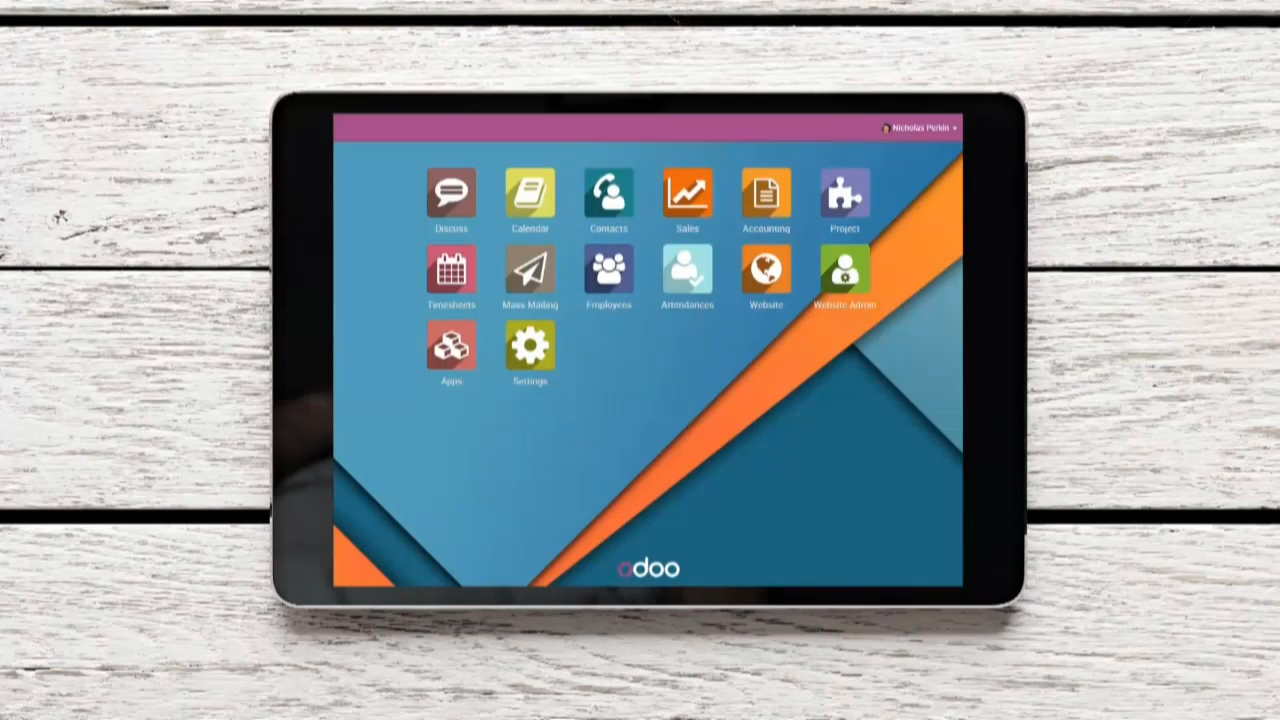 Nicholas Perkin
Discuss Calendar Contacts Sales Accounting Project
Timesheets Mass Mailing Employees Attendances Website Website Admin
Apps Settings
odoo